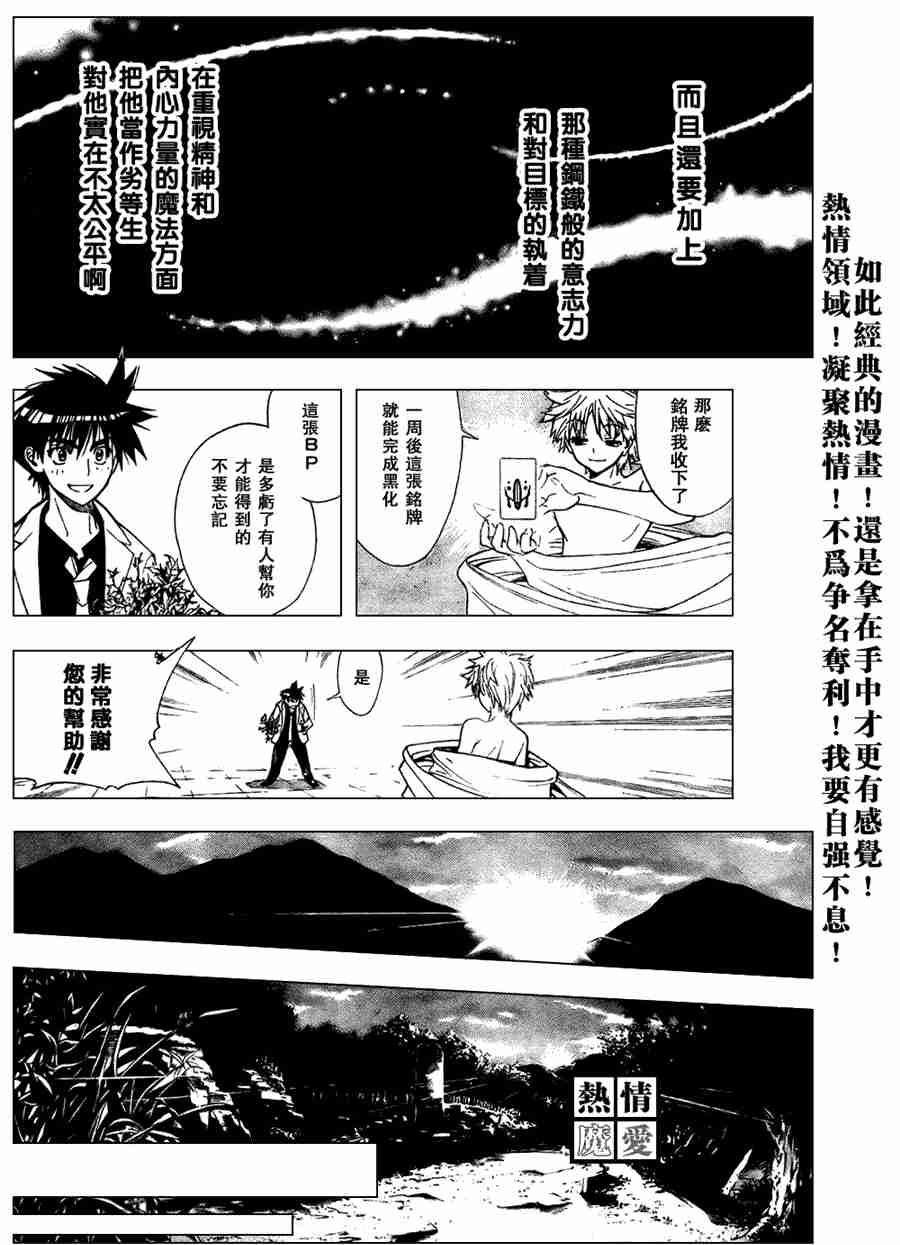 而且還要加上
那種鋼鐵般的意志力
和對目標的執着
在重視精神和
內心力量的魔法方面
把他當作劣等生
對他實在不太公平啊
那麽
銘牌我收下了
一周後這張銘牌
就能完成黑化
這張BP
是多虧了有人幫你
才能得到的
不要忘記
是
非常感謝
您的幫助!!
如此經典的漫畫！還是拿在手中才更有感覺！
熱情領域！凝聚熱情！不爲争名奪利！我要自强不息！
熱情
魔愛